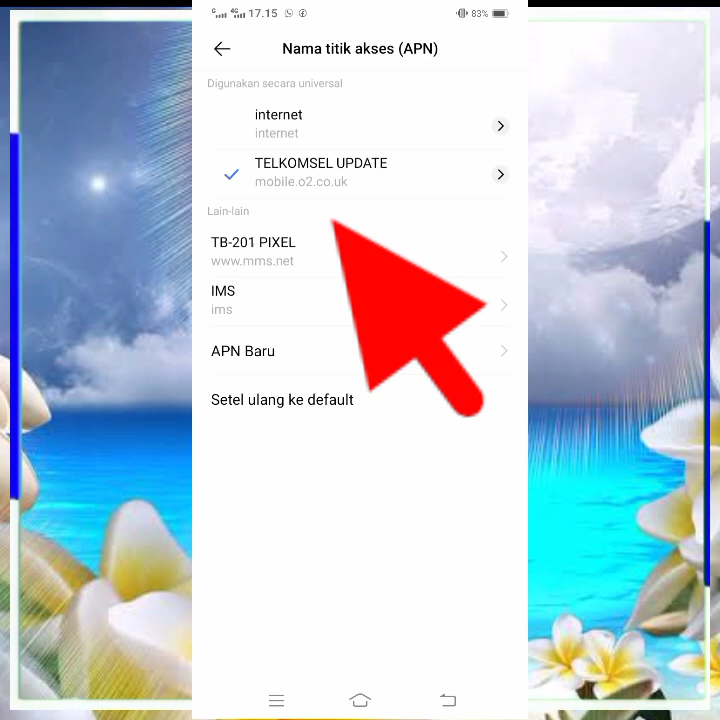 G 4G 17.15 83%
Nama titik akses (APN)
Digunakan secara universal
internet
internet
TELKOMSEL UPDATE
mobile.o2.co.uk
Lain-lain
TB-201 PIXEL
www.mms.net
IMS
ims
APN Baru
Setel ulang ke default